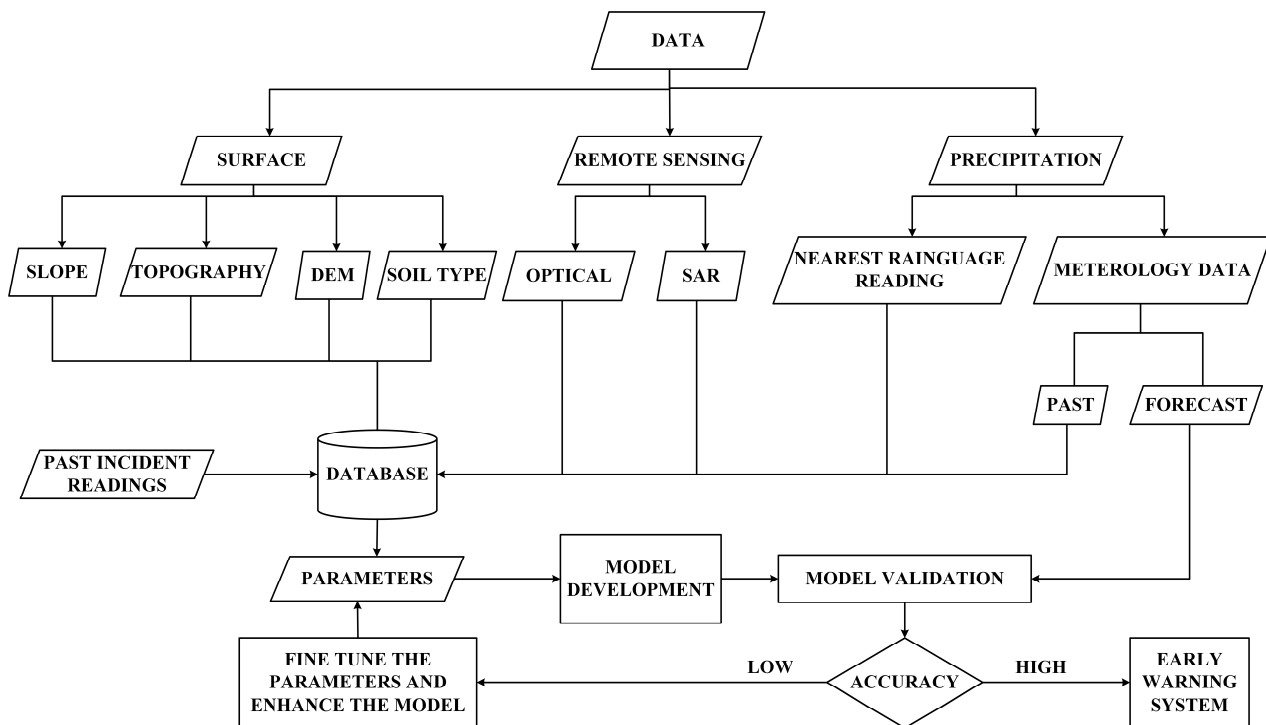 DATA
SURFACE
REMOTE SENSING
PRECIPITATION
SLOPE
TOPOGRAPHY
DEM
SOIL TYPE
OPTICAL
SAR
NEAREST RAINGUAGE
READING
METEROLOGY DATA
PAST
FORECAST
PAST INCIDENT
READINGS
DATABASE
PARAMETERS
MODEL
DEVELOPMENT
MODEL VALIDATION
FINE TUNE THE
PARAMETERS AND
ENHANCE THE MODEL
LOW
ACCURACY
HIGH
EARLY
WARNING
SYSTEM